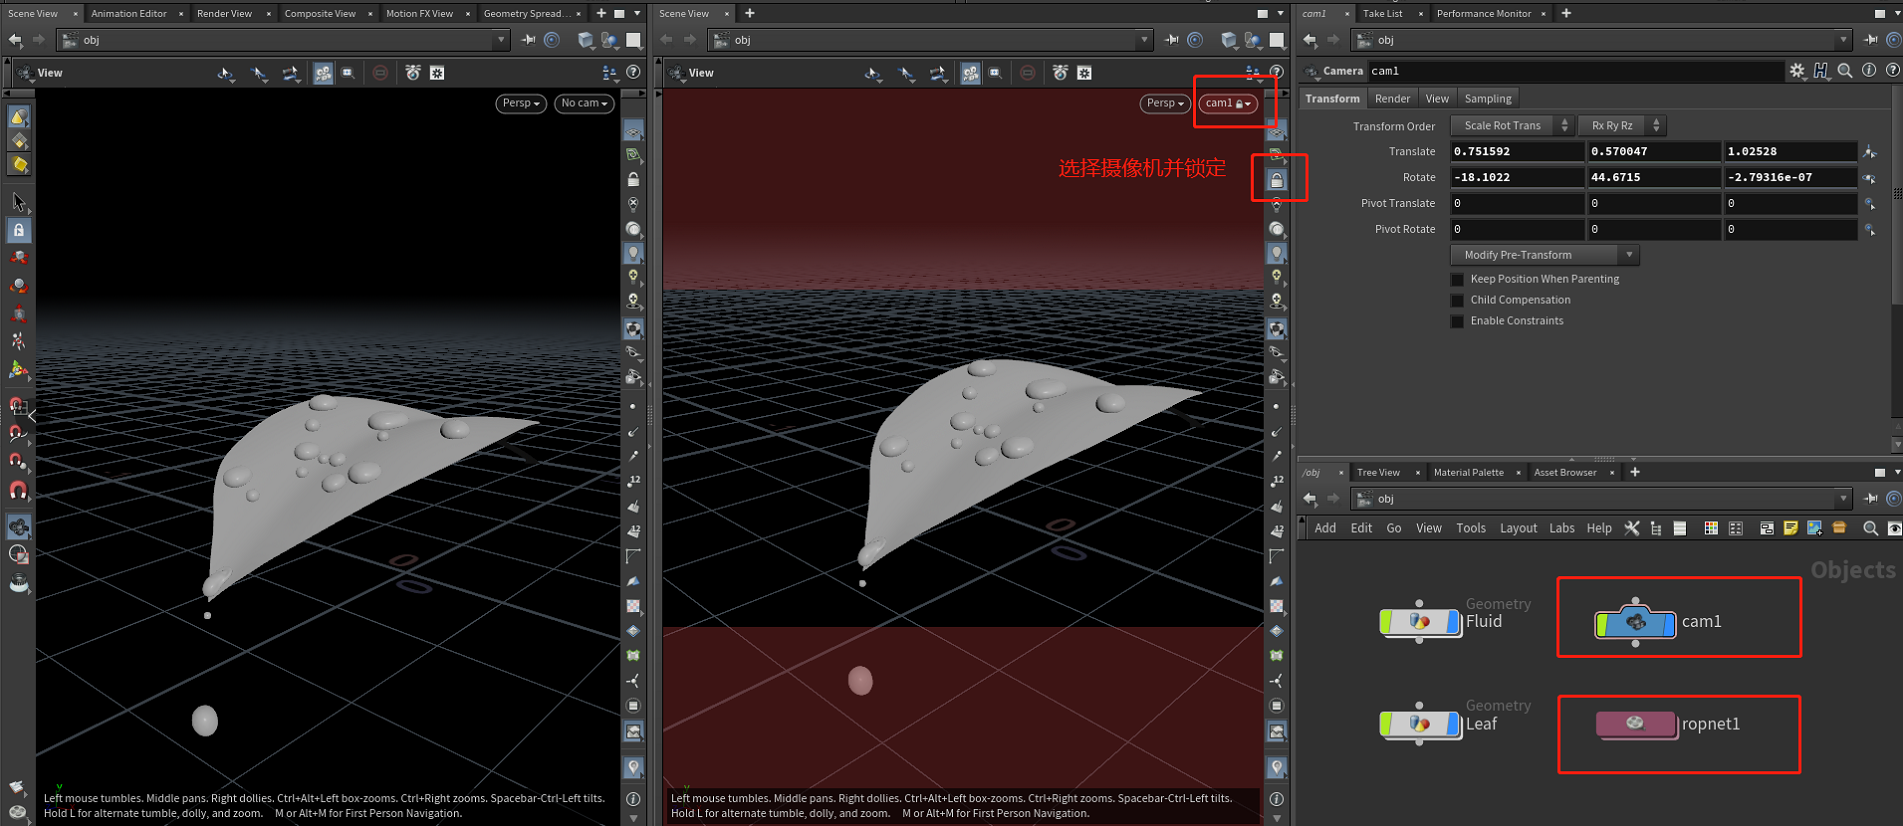 Scene View
Animation Editor
Render View
Composite View
Motion FX View
Geometry Spread...
obj
View
Persp
No cam
Left mouse tumbles. Middle pans. Right dollies. Ctrl+Alt+Left box-zooms. Ctrl+Right zooms. Spacebar-Ctrl-Left tilts.
Hold L for alternate tumble, dolly, and zoom. M or Alt+M for First Person Navigation.
Scene View
obj
View
Persp
cam1
选择摄像机并锁定
Left mouse tumbles. Middle pans. Right dollies. Ctrl+Alt+Left box-zooms. Ctrl+Right zooms. Spacebar-Ctrl-Left tilts.
Hold L for alternate tumble, dolly, and zoom. M or Alt+M for First Person Navigation.
cam1
Take List
Performance Monitor
obj
Camera cam1
Transform Render View Sampling
Transform Order Scale Rot Trans Rx Ry Rz
Translate 0.751592 0.570047 1.02528
Rotate -18.1022 44.6715 -2.79316e-07
Pivot Translate 0 0 0
Pivot Rotate 0 0 0
Modify Pre-Transform
Keep Position When Parenting
Child Compensation
Enable Constraints
/obj
Tree View
Material Palette
Asset Browser
obj
Add Edit Go View Tools Layout Labs Help
Objects
Geometry
Fluid
cam1
Geometry
Leaf
ropnet1